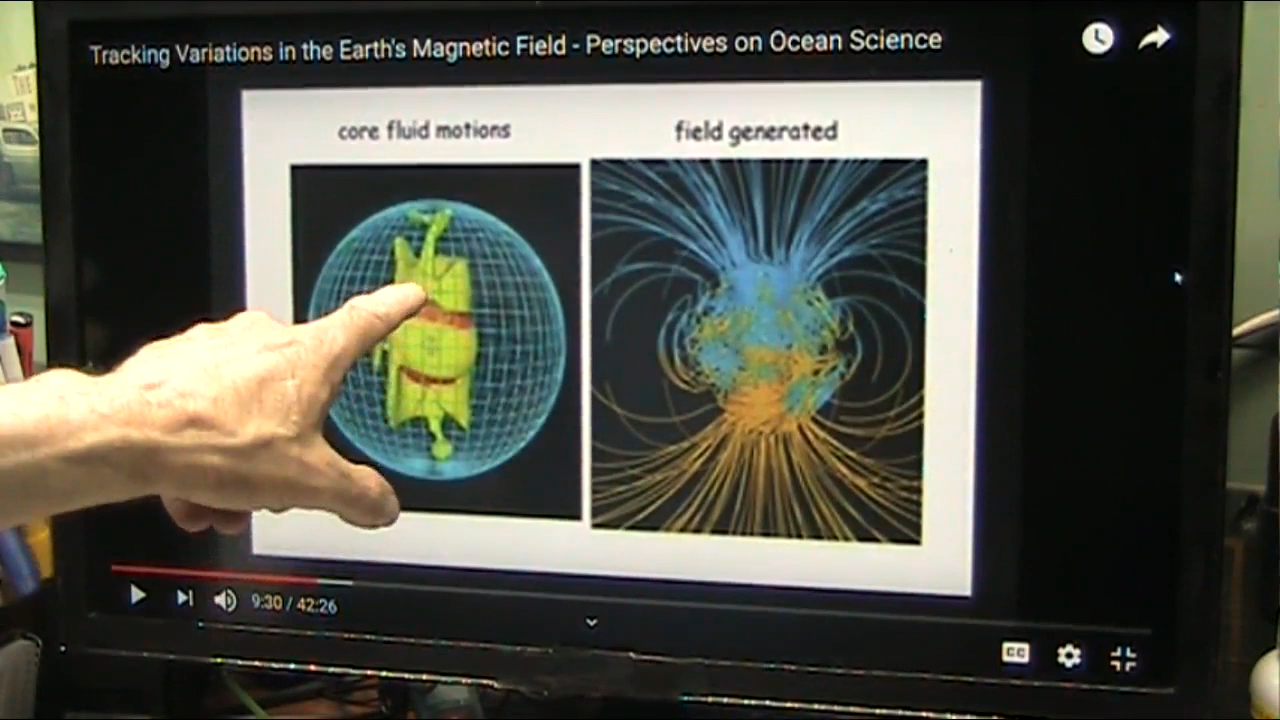 Tracking Variations in the Earth's Magnetic Field - Perspectives on Ocean Science
THE
core fluid motions
field generated
9:30 / 42:26
CC